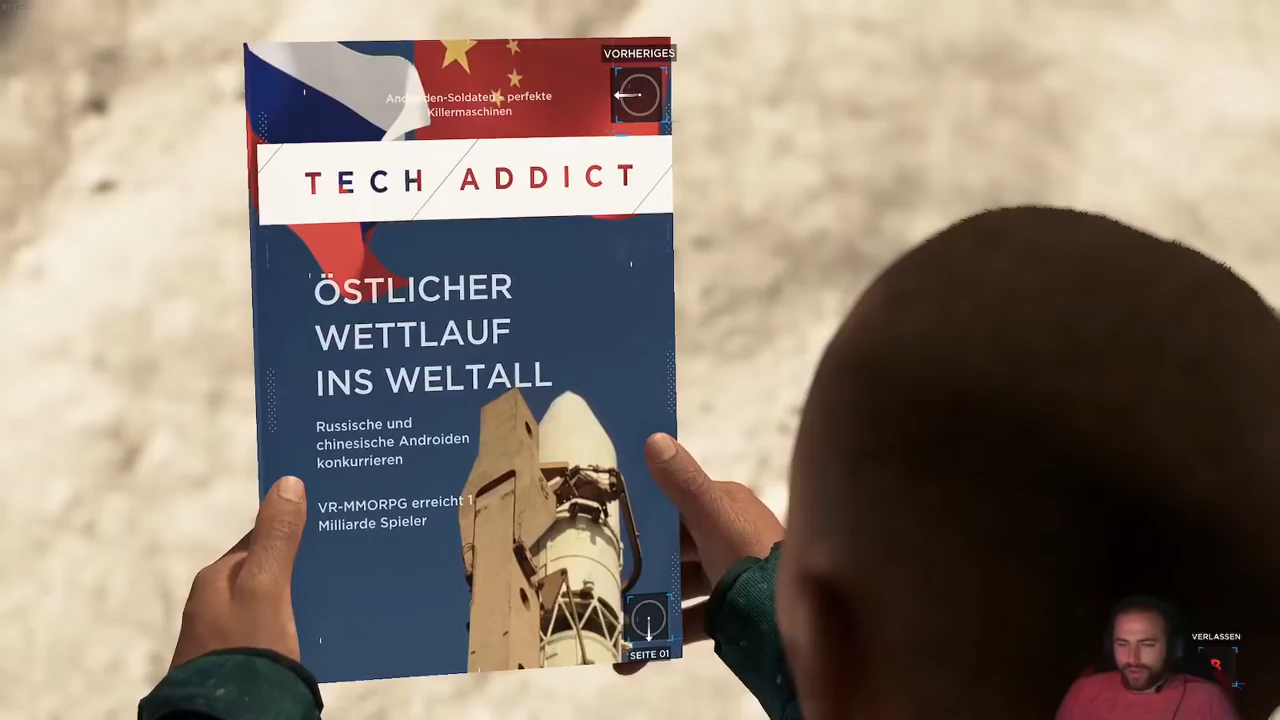 VORHERIGES
Androiden-Soldaten – perfekte
Killermaschinen
TECH ADDICT
ÖSTLICHER
WETTLAUF
INS WELTALL
Russische und
chinesische Androiden
konkurrieren
VR-MMORPG erreicht 1
Milliarde Spieler
SEITE 01
VERLASSEN
B